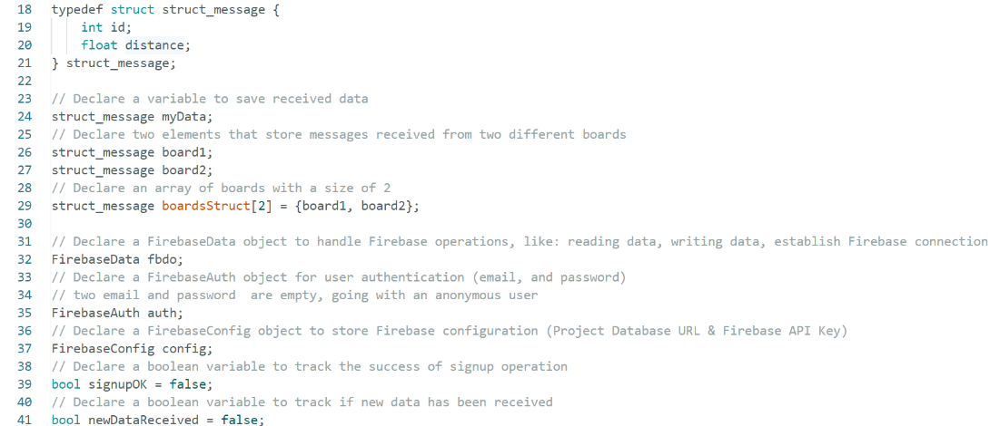 18 typedef struct struct_message {
19 int id;
20 float distance;
21 } struct_message;
22
23 // Declare a variable to save received data
24 struct_message myData;
25 // Declare two elements that store messages received from two different boards
26 struct_message board1;
27 struct_message board2;
28 // Declare an array of boards with a size of 2
29 struct_message boardsStruct[2] = {board1, board2};
30
31 // Declare a FirebaseData object to handle Firebase operations, like: reading data, writing data, establish Firebase connection
32 FirebaseData fbdo;
33 // Declare a FirebaseAuth object for user authentication (email, and password)
34 // two email and password  are empty, going with an anonymous user
35 FirebaseAuth auth;
36 // Declare a FirebaseConfig object to store Firebase configuration (Project Database URL & Firebase API Key)
37 FirebaseConfig config;
38 // Declare a boolean variable to track the success of signup operation
39 bool signupOK = false;
40 // Declare a boolean variable to track if new data has been received
41 bool newDataReceived = false;